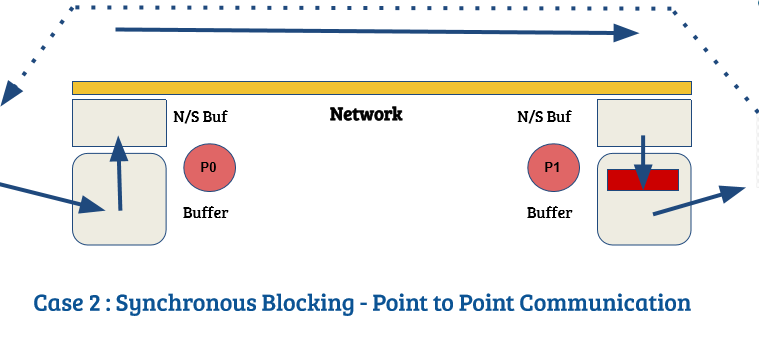 N/S Buf
Network
N/S Buf
P0
P1
Buffer
Buffer
Case 2 : Synchronous Blocking - Point to Point Communication